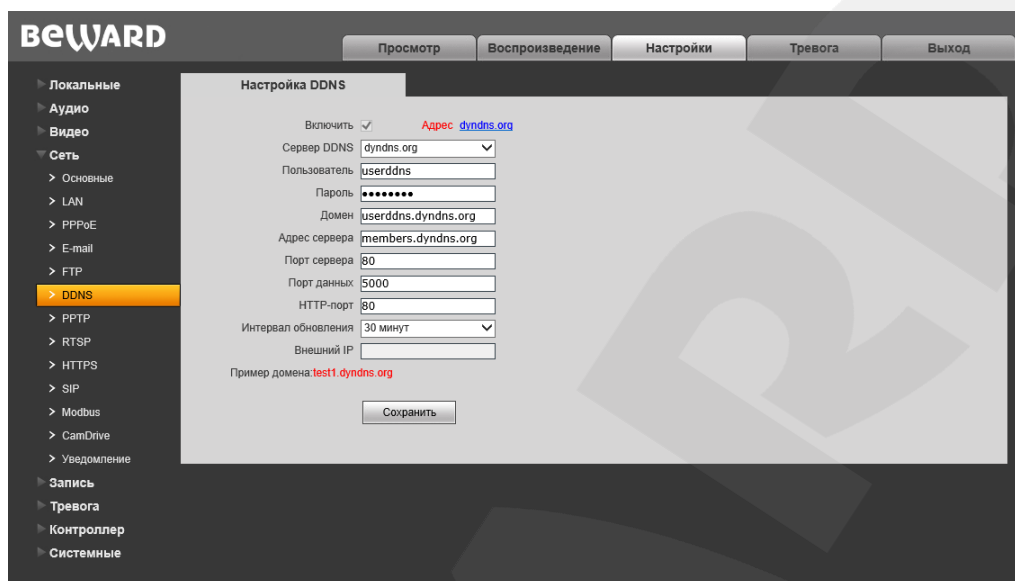 BEWARD
Просмотр Воспроизведение Настройки Тревога Выход
Локальные
Аудио
Видео
Сеть
> Основные
> LAN
> PPPoE
> E-mail
> FTP
> DDNS
> PPTP
> RTSP
> HTTPS
> SIP
> Modbus
> CamDrive
> Уведомление
Запись
Тревога
Контроллер
Системные
Настройка DDNS
Включить Адрес dyndns.org
Сервер DDNS dyndns.org
Пользователь userddns
Пароль ••••••••
Домен userddns.dyndns.org
Адрес сервера members.dyndns.org
Порт сервера 80
Порт данных 5000
HTTP-порт 80
Интервал обновления 30 минут
Внешний IP
Пример домена:test1.dyndns.org
Сохранить